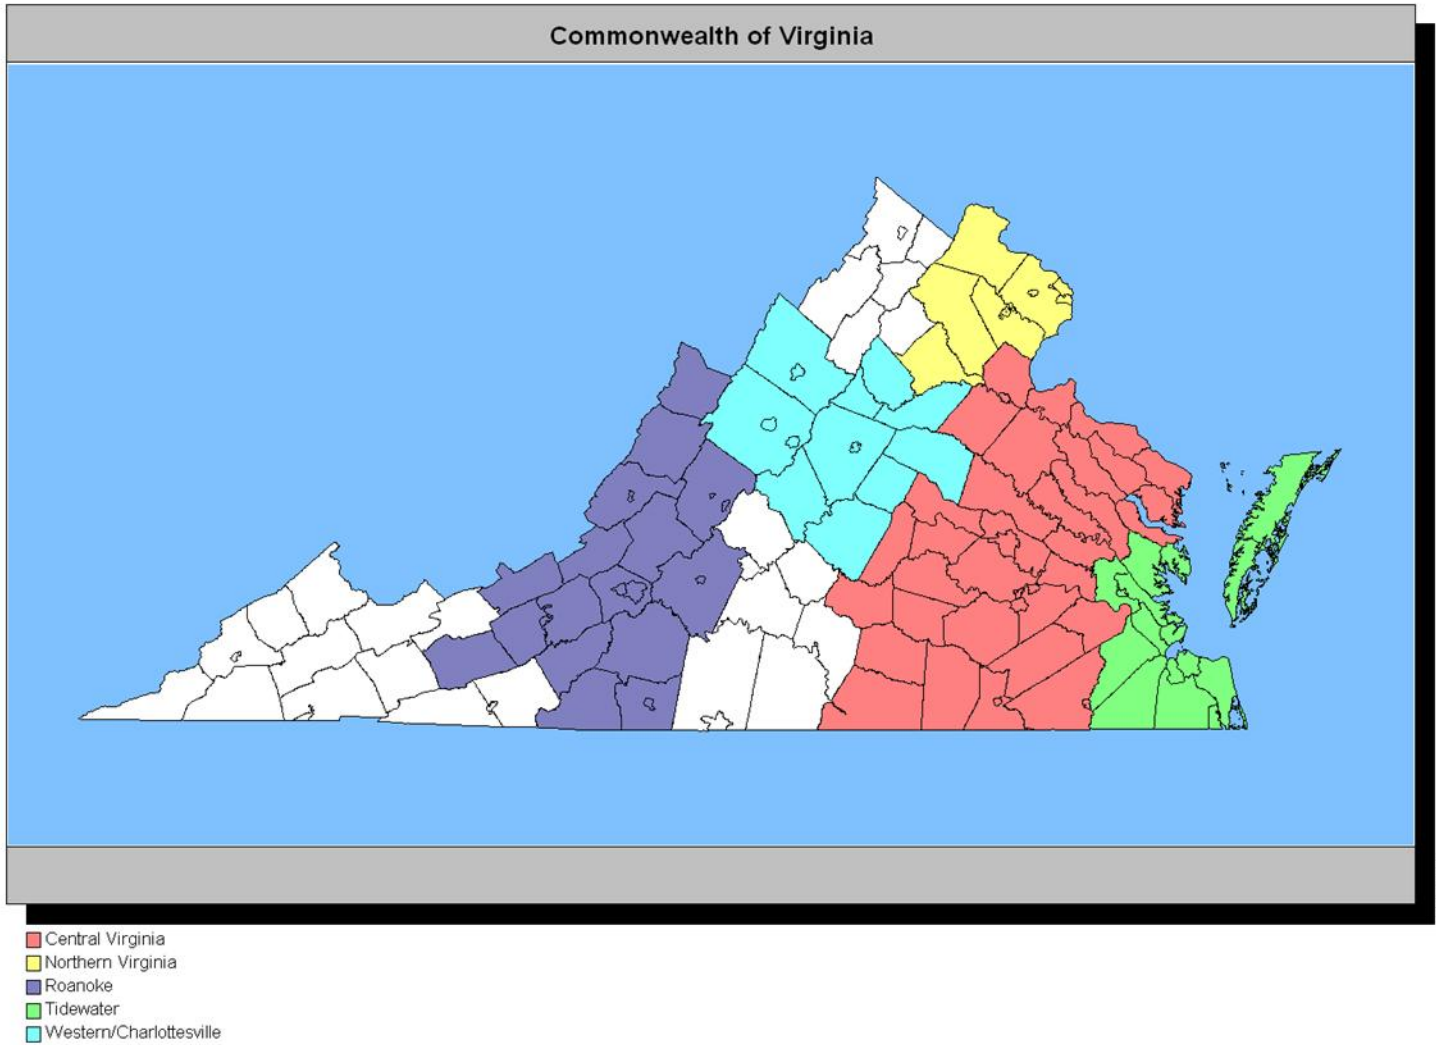 Commonwealth of Virginia
Central Virginia
Northern Virginia
Roanoke
Tidewater
Western/Charlottesville